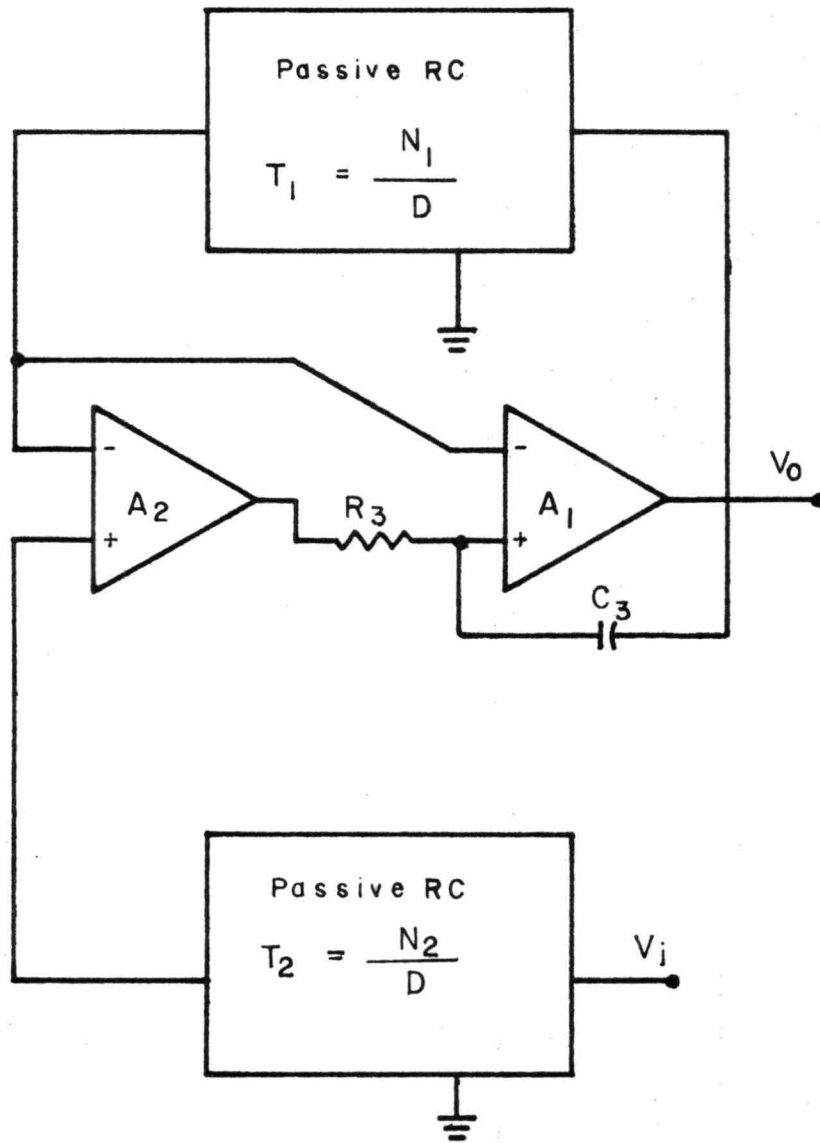 Passive RC
T1 = N1
D
-
-
A2
R3
A1
Vo
+
+
C3
Passive RC
T2 = N2
D
Vi